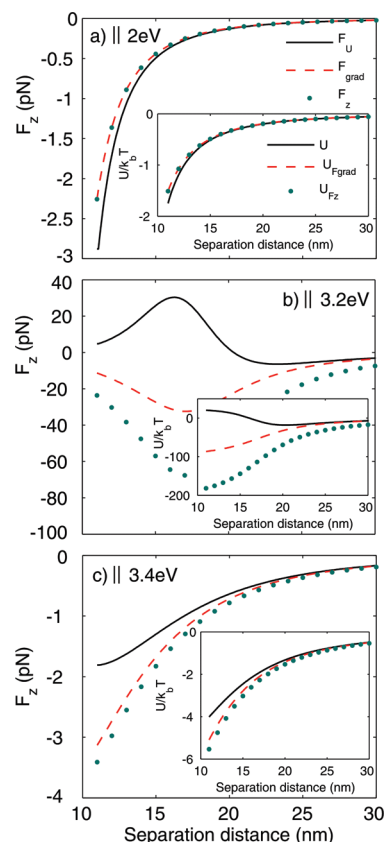 a) || 2eV
F_U
F_grad
F_z
F_z (pN)
0
-0.5
-1
-1.5
-2
-2.5
-3
U
U_Fgrad
U_Fz
U/k_bT
0
-1
-2
10 15 20 25 30
Separation distance (nm)
b) || 3.2eV
F_z (pN)
40
20
0
-20
-40
-60
-80
-100
U/k_bT
100
0
-100
-200
10 15 20 25 30
Separation distance (nm)
c) || 3.4eV
F_z (pN)
0
-1
-2
-3
-4
U/k_bT
0
-2
-4
-6
10 15 20 25 30
Separation distance (nm)
10 15 20 25 30
Separation distance (nm)